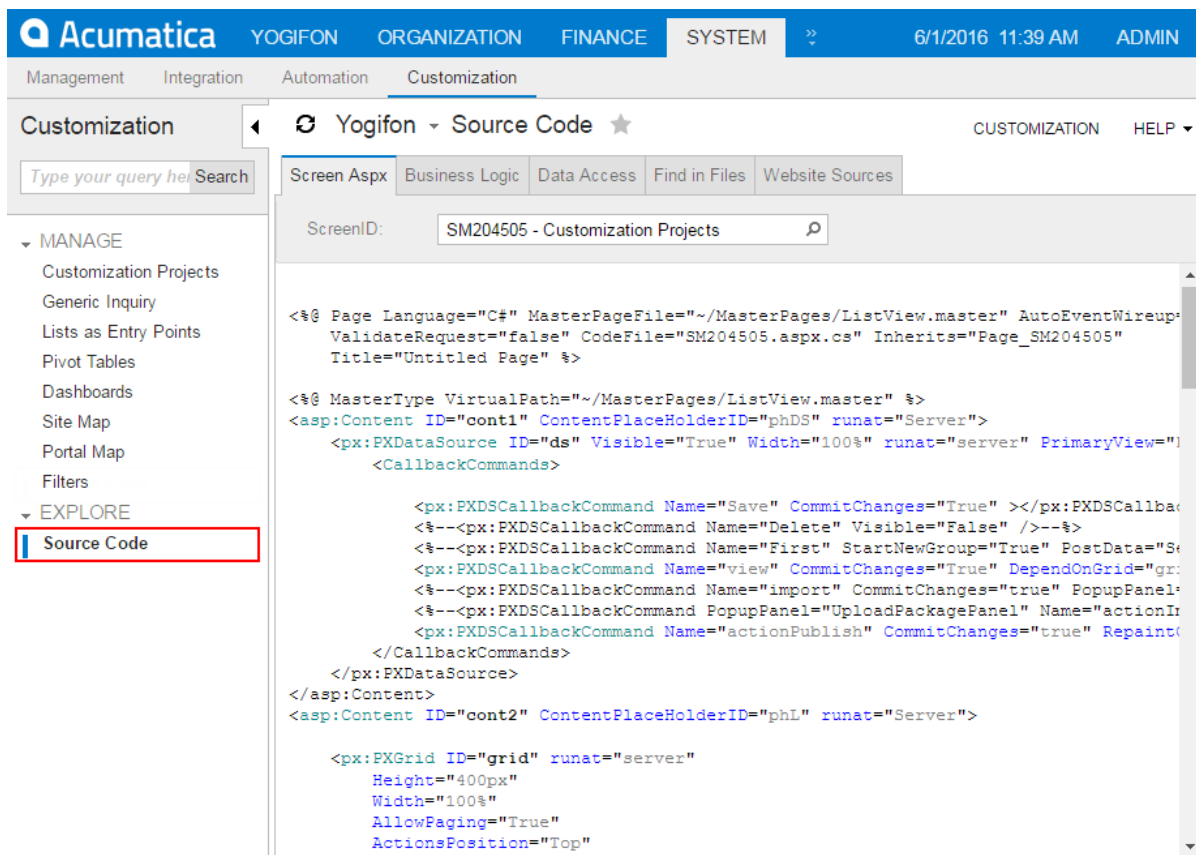 Acumatica YOGIFON ORGANIZATION FINANCE SYSTEM 6/1/2016 11:39 AM ADMIN
Management Integration Automation Customization
Customization
Type your query her Search
MANAGE
Customization Projects
Generic Inquiry
Lists as Entry Points
Pivot Tables
Dashboards
Site Map
Portal Map
Filters
EXPLORE
Source Code
Yogifon Source Code CUSTOMIZATION HELP
Screen Aspx Business Logic Data Access Find in Files Website Sources
ScreenID: SM204505 - Customization Projects
<%@ Page Language="C#" MasterPageFile="~/MasterPages/ListView.master" AutoEventWireup=
ValidateRequest="false" CodeFile="SM204505.aspx.cs" Inherits="Page_SM204505"
Title="Untitled Page" %>
<%@ MasterType VirtualPath="~/MasterPages/ListView.master" %>
<asp:Content ID="cont1" ContentPlaceHolderID="phDS" runat="Server">
<px:PXDataSource ID="ds" Visible="True" Width="100%" runat="server" PrimaryView="
<CallbackCommands>
<px:PXDSCallbackCommand Name="Save" CommitChanges="True" ></px:PXDSCallbac
<%--<px:PXDSCallbackCommand Name="Delete" Visible="False" />--%>
<%--<px:PXDSCallbackCommand Name="First" StartNewGroup="True" PostData="Se
<px:PXDSCallbackCommand Name="view" CommitChanges="True" DependOnGrid="gri
<%--<px:PXDSCallbackCommand Name="import" CommitChanges="true" PopupPanel=
<%--<px:PXDSCallbackCommand PopupPanel="UploadPackagePanel" Name="actionIm
<px:PXDSCallbackCommand Name="actionPublish" CommitChanges="true" RepaintC
</CallbackCommands>
</px:PXDataSource>
</asp:Content>
<asp:Content ID="cont2" ContentPlaceHolderID="phL" runat="Server">
<px:PXGrid ID="grid" runat="server"
Height="400px"
Width="100%"
AllowPaging="True"
ActionsPosition="Top"